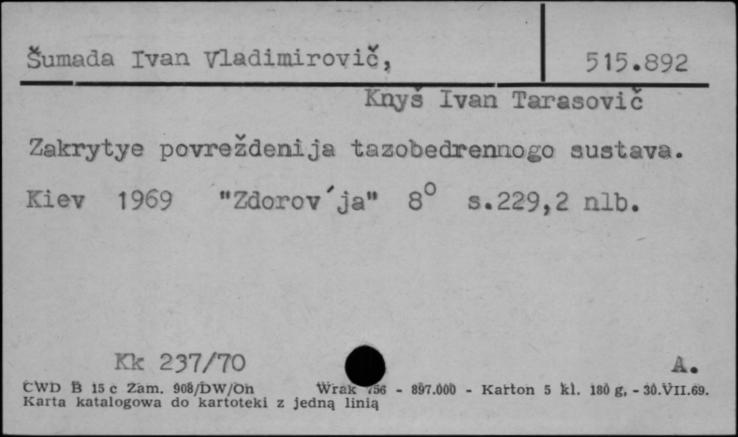 Šumada Ivan Vladimirovič, 515.892
Knyš Ivan Tarasovič
Zakrytye povreždenija tazobedrennogo sustava.
Kiev 1969 "Zdorov´ja" 8⁰ s.229,2 nlb.
Kk 237/70 A.
CWD B 15 c Zam. 908/DW/On Wrak - 897.000 - Karton 5 kl. 180 g, - 30.VII.69.
Karta katalogowa do kartoteki z jedną linią